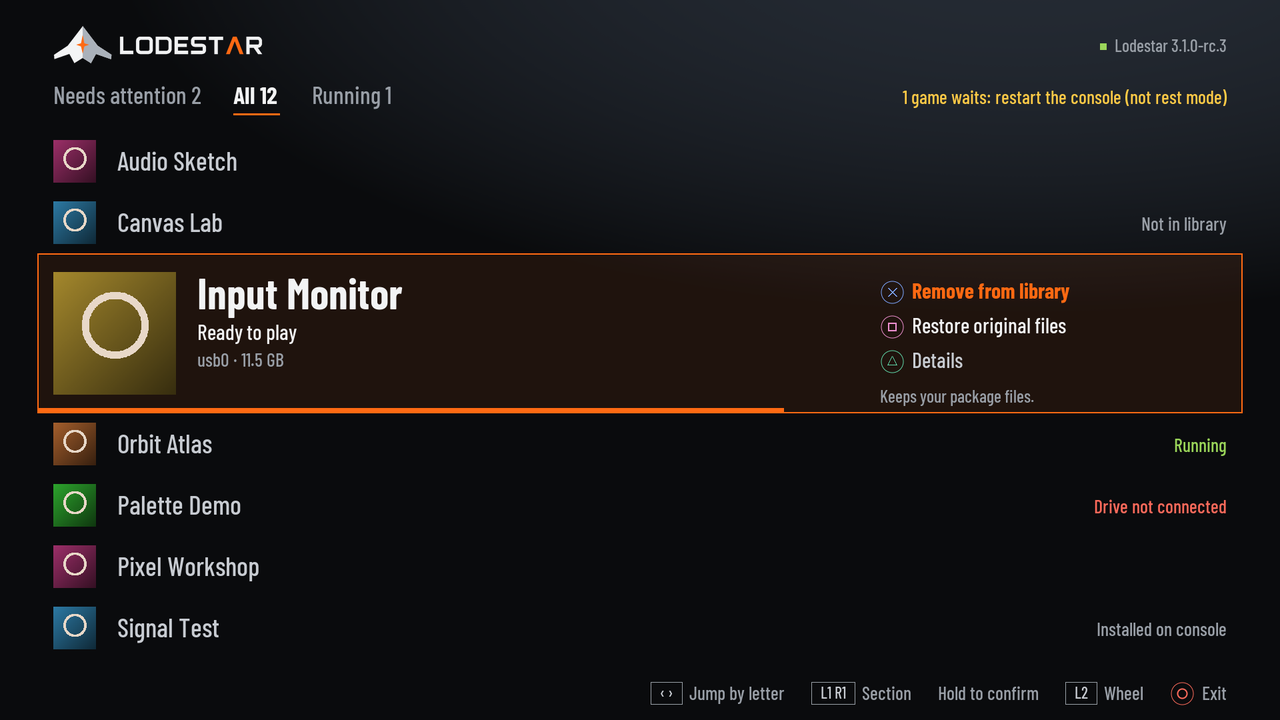 LODESTAR
Lodestar 3.1.0-rc.3
Needs attention 2
All 12
Running 1
1 game waits: restart the console (not rest mode)
Audio Sketch
Canvas Lab
Not in library
Input Monitor
Ready to play
usb0 · 11.5 GB
Remove from library
Restore original files
Details
Keeps your package files.
Orbit Atlas
Running
Palette Demo
Drive not connected
Pixel Workshop
Signal Test
Installed on console
‹ › Jump by letter
L1 R1 Section
Hold to confirm
L2 Wheel
Exit